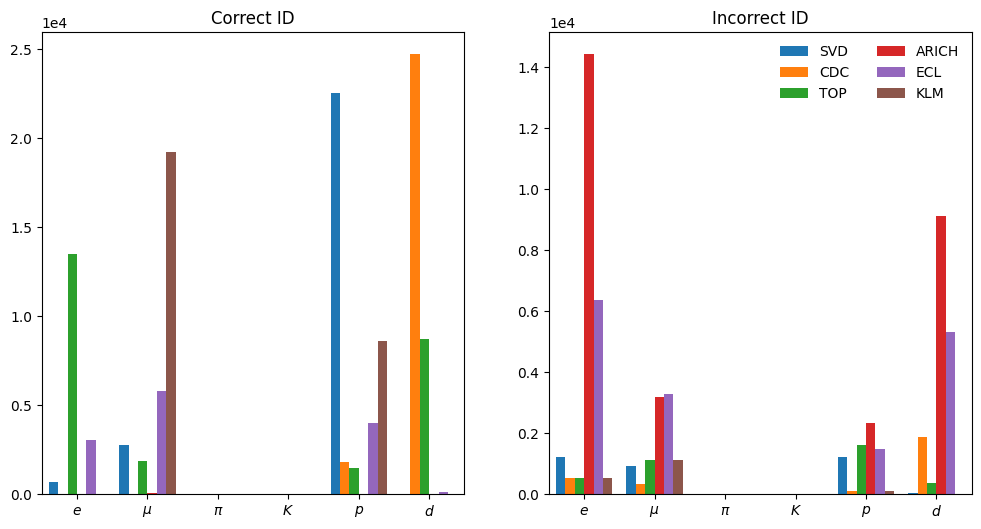 Correct ID
1e4
2.5
2.0
1.5
1.0
0.5
0.0
e μ π K p d
Incorrect ID
1e4
1.4
1.2
1.0
0.8
0.6
0.4
0.2
0.0
e μ π K p d
SVD
CDC
TOP
ARICH
ECL
KLM